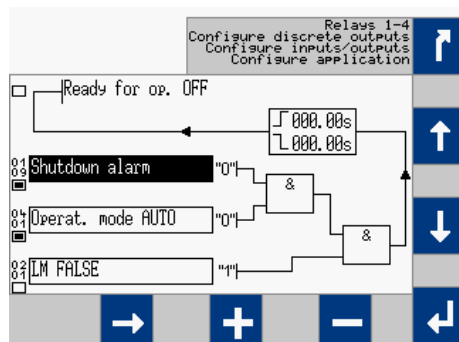 Relays 1-4
Configure discrete outputs
Configure inputs/outputs
Configure application
Ready for op. OFF
000.00s
000.00s
01
09
Shutdown alarm
"0"
&
04
01
Operat. mode AUTO
"0"
&
02
01
LM FALSE
"1"